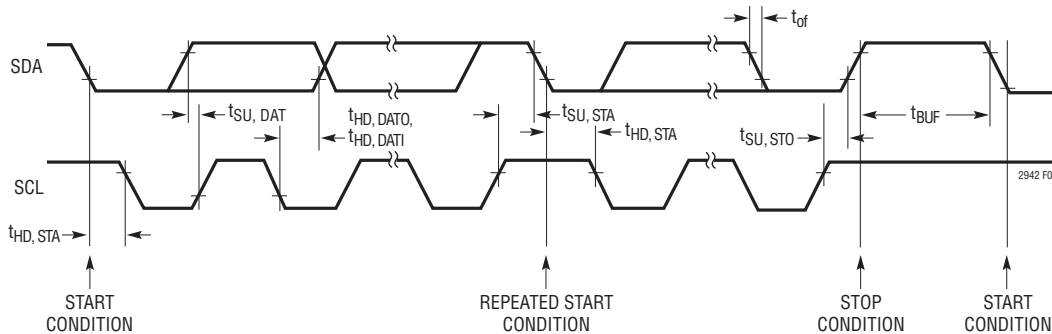 tof
SDA
tSU, DAT
tHD, DATO,
tHD, DATI
tSU, STA
tHD, STA
tSU, STO
tBUF
SCL
2942 F0
tHD, STA
START
CONDITION
REPEATED START
CONDITION
STOP
CONDITION
START
CONDITION